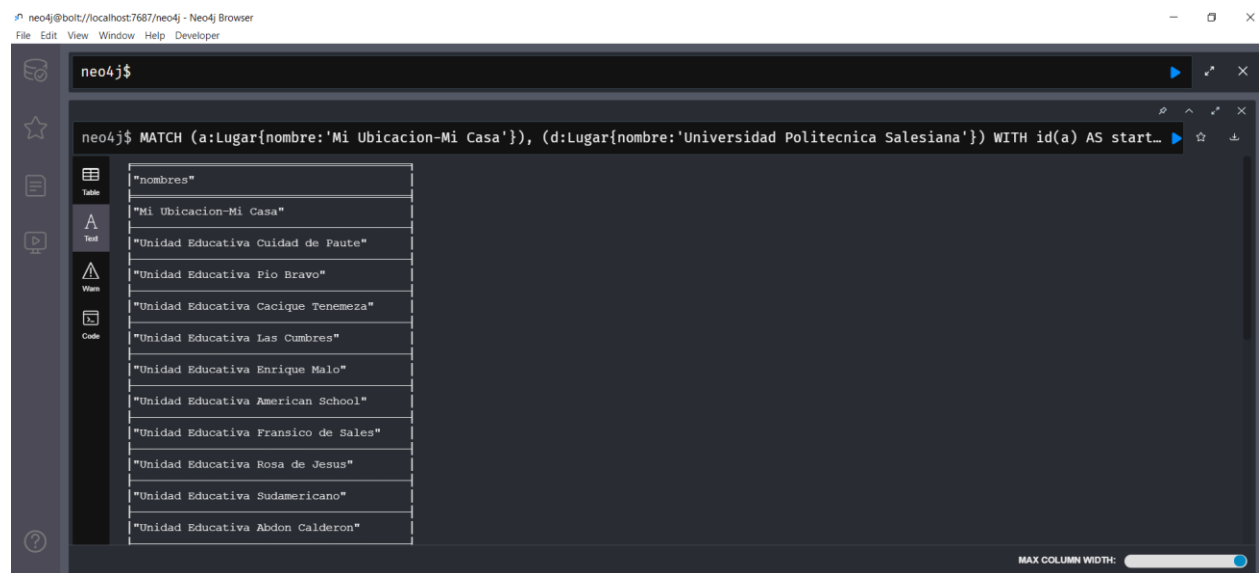 neo4j@bolt://localhost:7687/neo4j - Neo4j Browser
File Edit View Window Help Developer
neo4j$
neo4j$ MATCH (a:Lugar{nombre:'Mi Ubicacion-Mi Casa'}), (d:Lugar{nombre:'Universidad Politecnica Salesiana'}) WITH id(a) AS start…
Table
Text
Warn
Code
"nombres"
"Mi Ubicacion-Mi Casa"
"Unidad Educativa Cuidad de Paute"
"Unidad Educativa Pio Bravo"
"Unidad Educativa Cacique Tenemeza"
"Unidad Educativa Las Cumbres"
"Unidad Educativa Enrique Malo"
"Unidad Educativa American School"
"Unidad Educativa Fransico de Sales"
"Unidad Educativa Rosa de Jesus"
"Unidad Educativa Sudamericano"
"Unidad Educativa Abdon Calderon"
MAX COLUMN WIDTH: